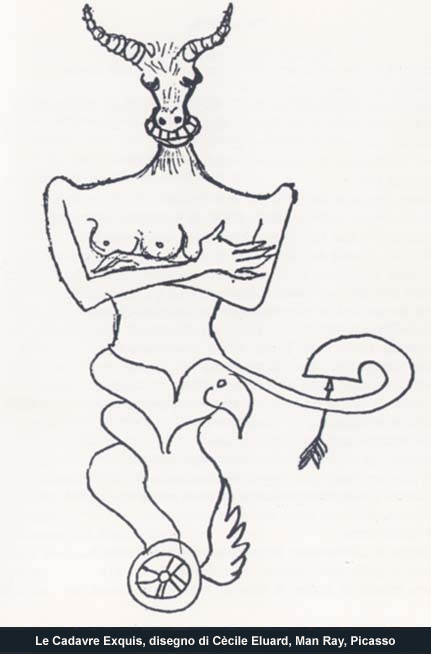 Le Cadavre Exquis, disegno di Cècile Eluard, Man Ray, Picasso